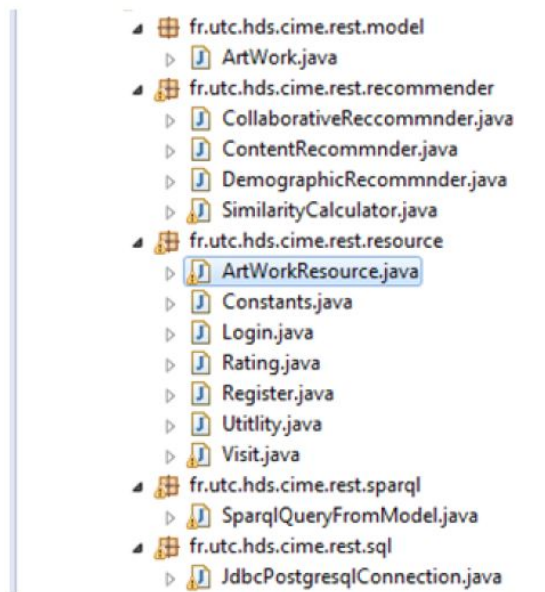 fr.utc.hds.cime.rest.model
ArtWork.java
fr.utc.hds.cime.rest.recommender
CollaborativeReccommnder.java
ContentRecommnder.java
DemographicRecommnder.java
SimilarityCalculator.java
fr.utc.hds.cime.rest.resource
ArtWorkResource.java
Constants.java
Login.java
Rating.java
Register.java
Utitlity.java
Visit.java
fr.utc.hds.cime.rest.sparql
SparqlQueryFromModel.java
fr.utc.hds.cime.rest.sql
JdbcPostgresqlConnection.java